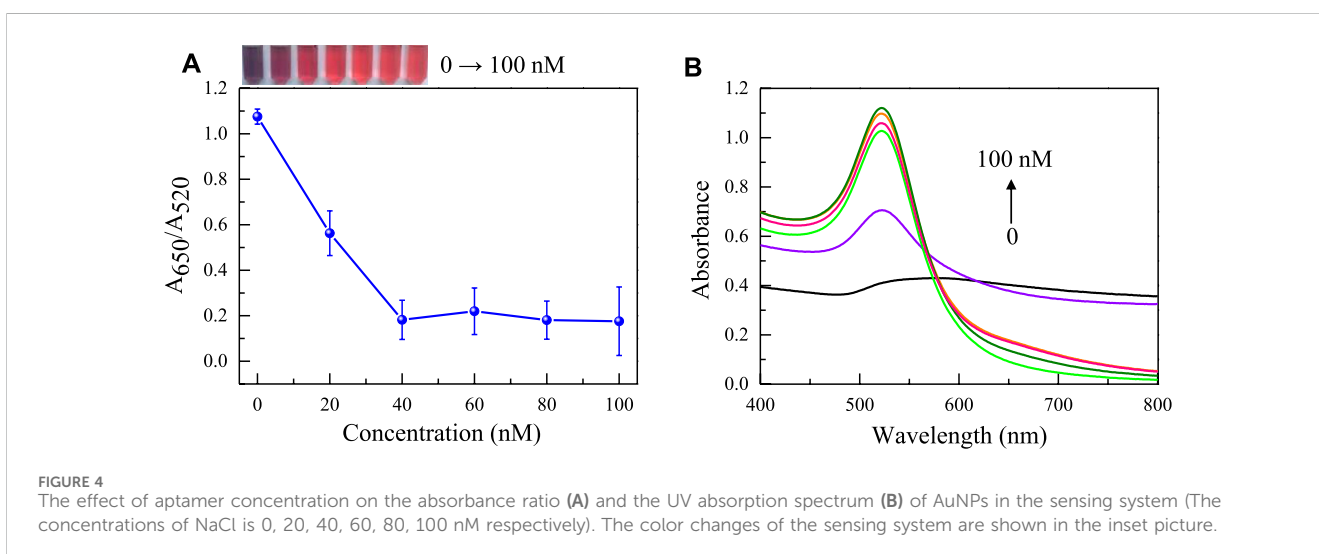 A
0 → 100 nM
1.2
1.0
0.8
0.6
0.4
0.2
0.0
A650/A520
0 20 40 60 80 100
Concentration (nM)
B
1.2
1.0
0.8
0.6
0.4
0.2
0.0
Absorbance
100 nM
0
400 500 600 700 800
Wavelength (nm)
FIGURE 4
The effect of aptamer concentration on the absorbance ratio (A) and the UV absorption spectrum (B) of AuNPs in the sensing system (The
concentrations of NaCl is 0, 20, 40, 60, 80, 100 nM respectively). The color changes of the sensing system are shown in the inset picture.